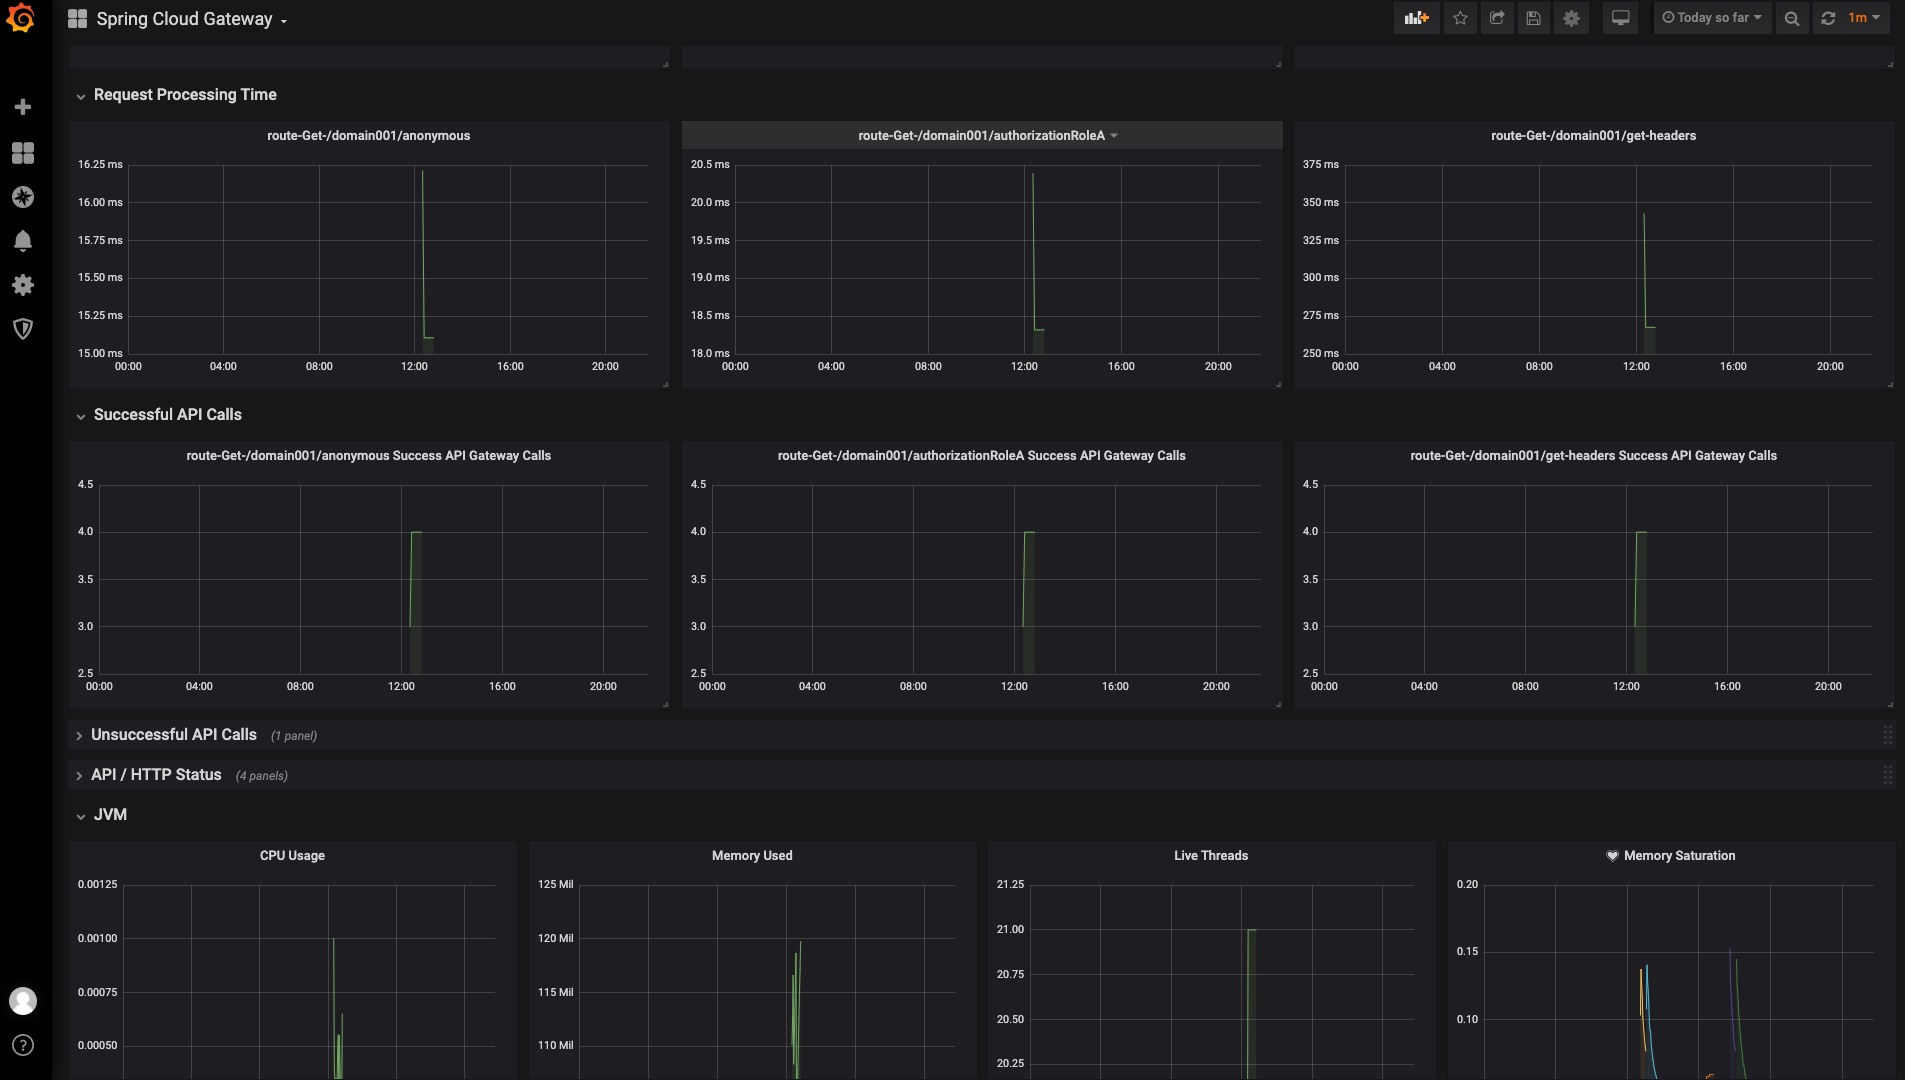 Spring Cloud Gateway
Today so far
1m
Request Processing Time
route-Get-/domain001/anonymous
16.25 ms
16.00 ms
15.75 ms
15.50 ms
15.25 ms
15.00 ms
00:00 04:00 08:00 12:00 16:00 20:00
route-Get-/domain001/authorizationRoleA
20.5 ms
20.0 ms
19.5 ms
19.0 ms
18.5 ms
18.0 ms
00:00 04:00 08:00 12:00 16:00 20:00
route-Get-/domain001/get-headers
375 ms
350 ms
325 ms
300 ms
275 ms
250 ms
00:00 04:00 08:00 12:00 16:00 20:00
Successful API Calls
route-Get-/domain001/anonymous Success API Gateway Calls
4.5
4.0
3.5
3.0
2.5
00:00 04:00 08:00 12:00 16:00 20:00
route-Get-/domain001/authorizationRoleA Success API Gateway Calls
4.5
4.0
3.5
3.0
2.5
00:00 04:00 08:00 12:00 16:00 20:00
route-Get-/domain001/get-headers Success API Gateway Calls
4.5
4.0
3.5
3.0
2.5
00:00 04:00 08:00 12:00 16:00 20:00
Unsuccessful API Calls (1 panel)
API / HTTP Status (4 panels)
JVM
CPU Usage
0.00125
0.00100
0.00075
0.00050
Memory Used
125 Mil
120 Mil
115 Mil
110 Mil
Live Threads
21.25
21.00
20.75
20.50
20.25
Memory Saturation
0.20
0.15
0.10